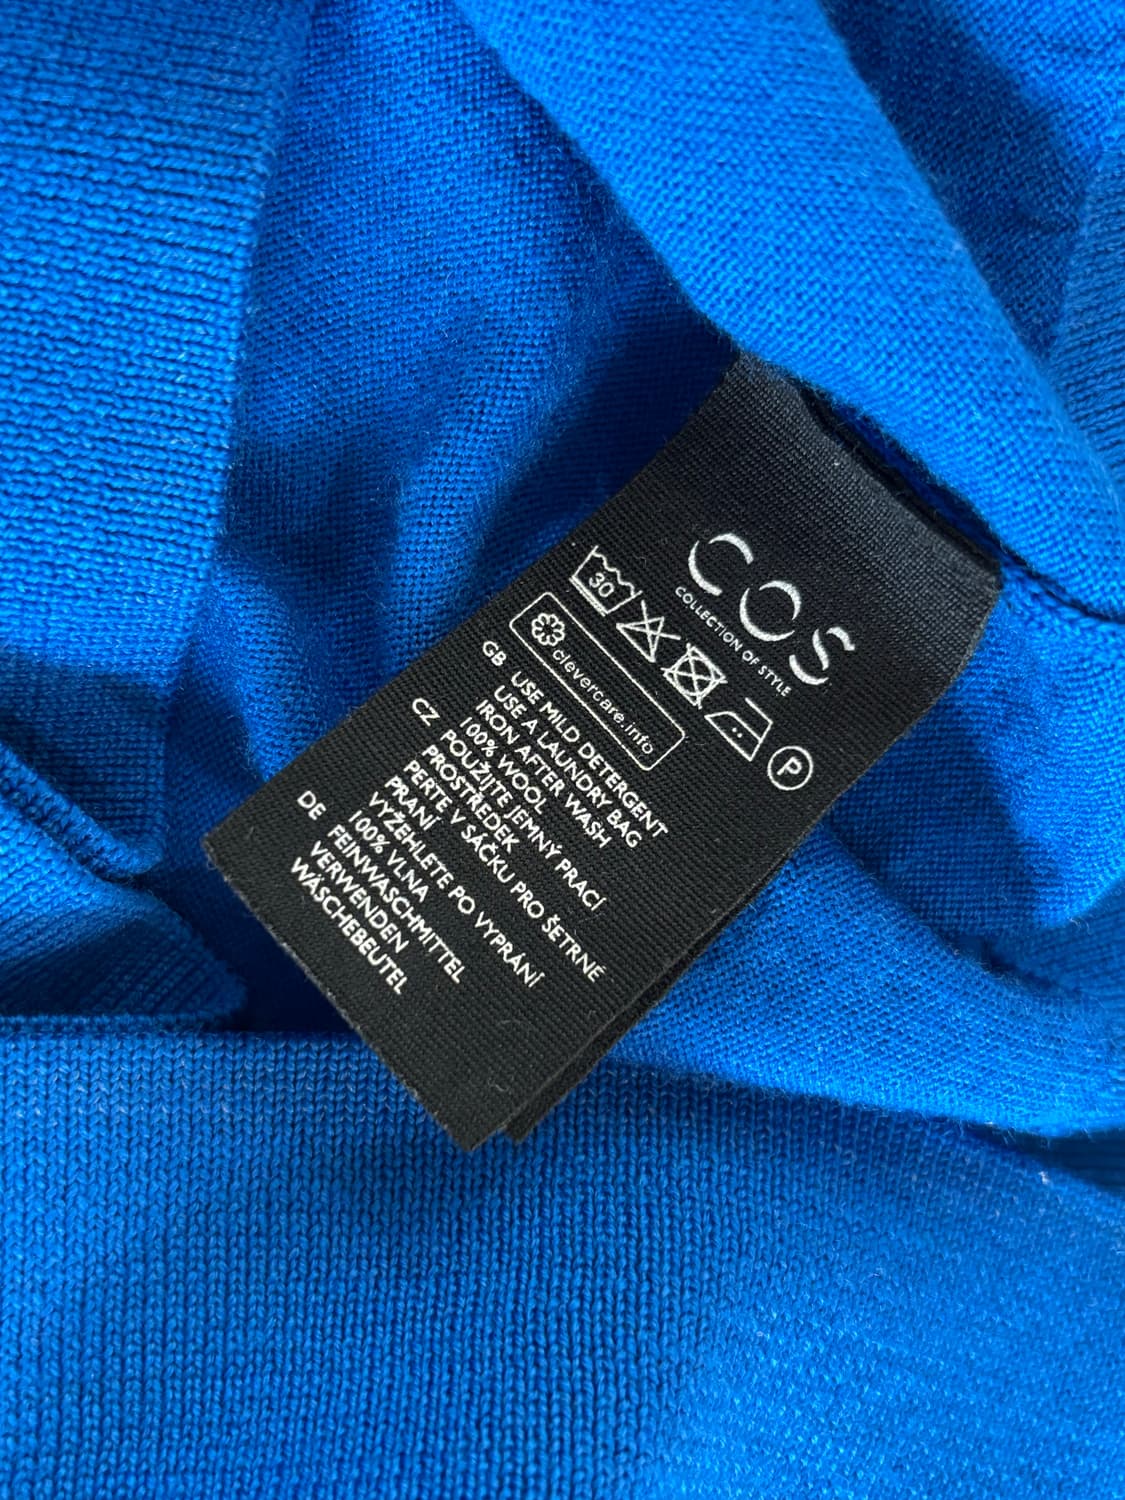 COS
COLLECTION OF STYLE
30
P
clevercare.info
GB USE MILD DETERGENT
USE A LAUNDRY BAG
IRON AFTER WASH
100% WOOL
CZ POUŽIJTE JEMNÝ PRACÍ
PROSTŘEDEK
PERTE V SÁČKU PRO ŠETRNÉ
PRANÍ
VYŽEHLETE PO VYPRÁNÍ
100% VLNA
DE FEINWASCHMITTEL
VERWENDEN
WÄSCHEBEUTEL